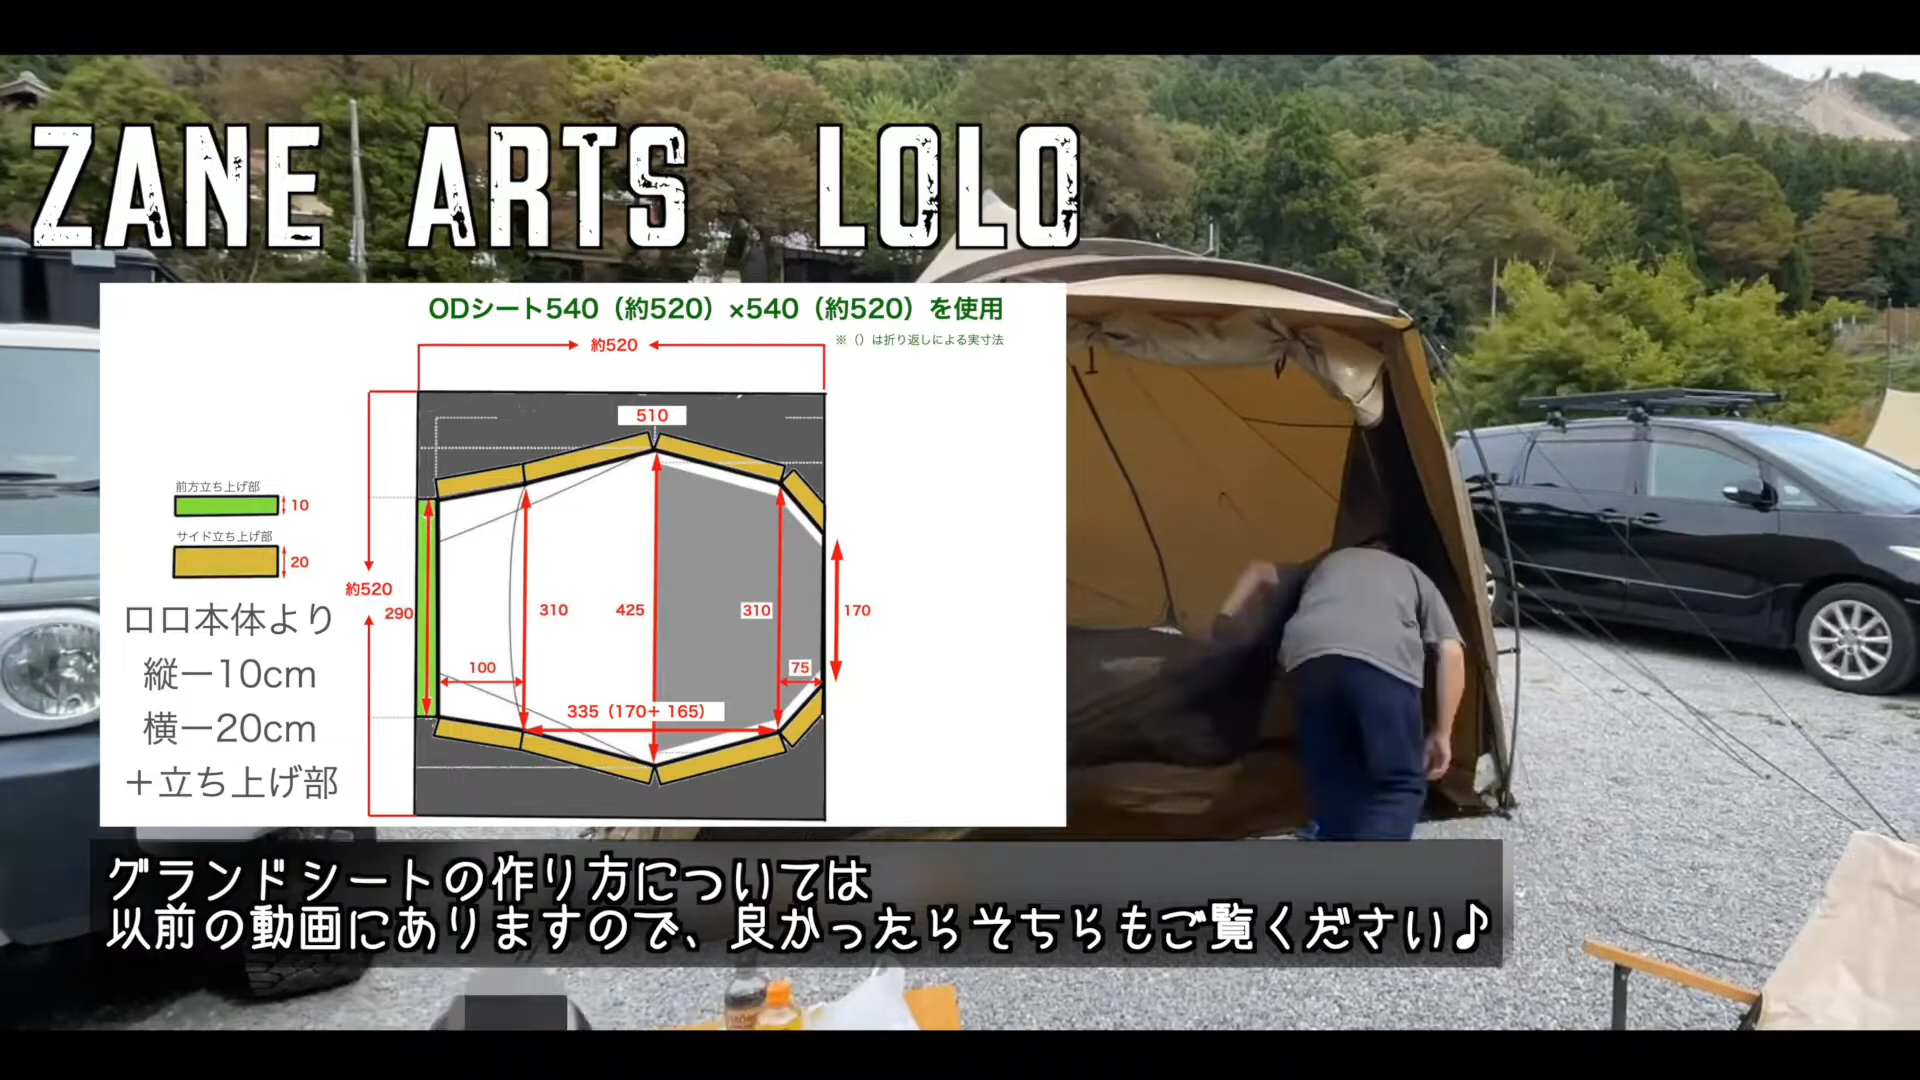 ZANE ARTS LOLO
ODシート540（約520）×540（約520）を使用
※（）は折り返しによる実寸法
約520
510
前方立ち上げ部
10
サイド立ち上げ部
20
約520
290
310
425
310
170
100
75
335（170＋165）
ロロ本体より
縦ー10cm
横ー20cm
＋立ち上げ部
グランドシートの作り方については
以前の動画にありますので、良かったらそちらもご覧ください♪